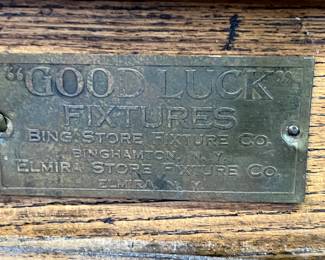 "GOOD LUCK"
FIXTURES
BING STORE FIXTURE CO.
BINGHAMTON, N.Y.
ELMIRA STORE FIXTURE CO.
ELMIRA, N.Y.